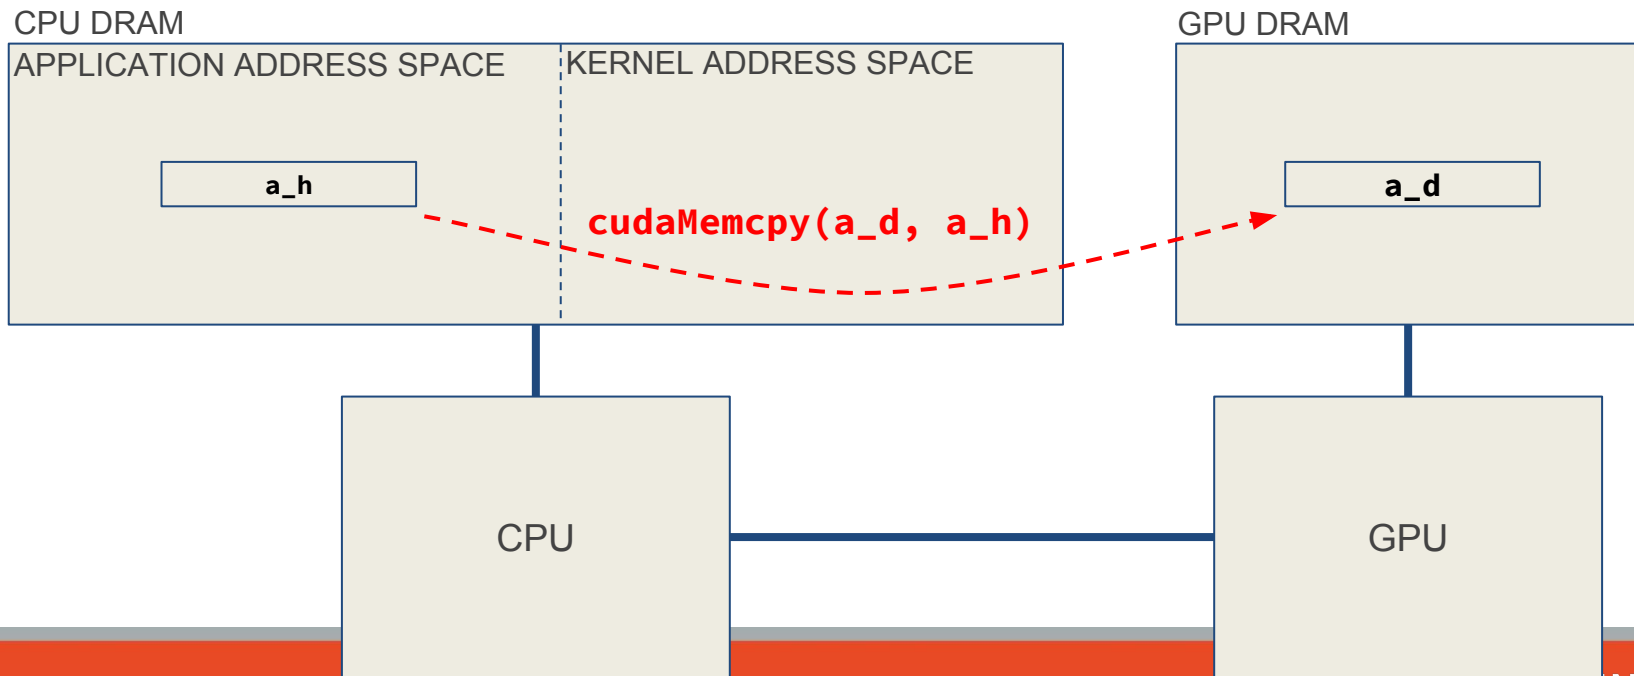 CPU DRAM
GPU DRAM
APPLICATION ADDRESS SPACE
KERNEL ADDRESS SPACE
a_h
a_d
cudaMemcpy(a_d, a_h)
CPU
GPU